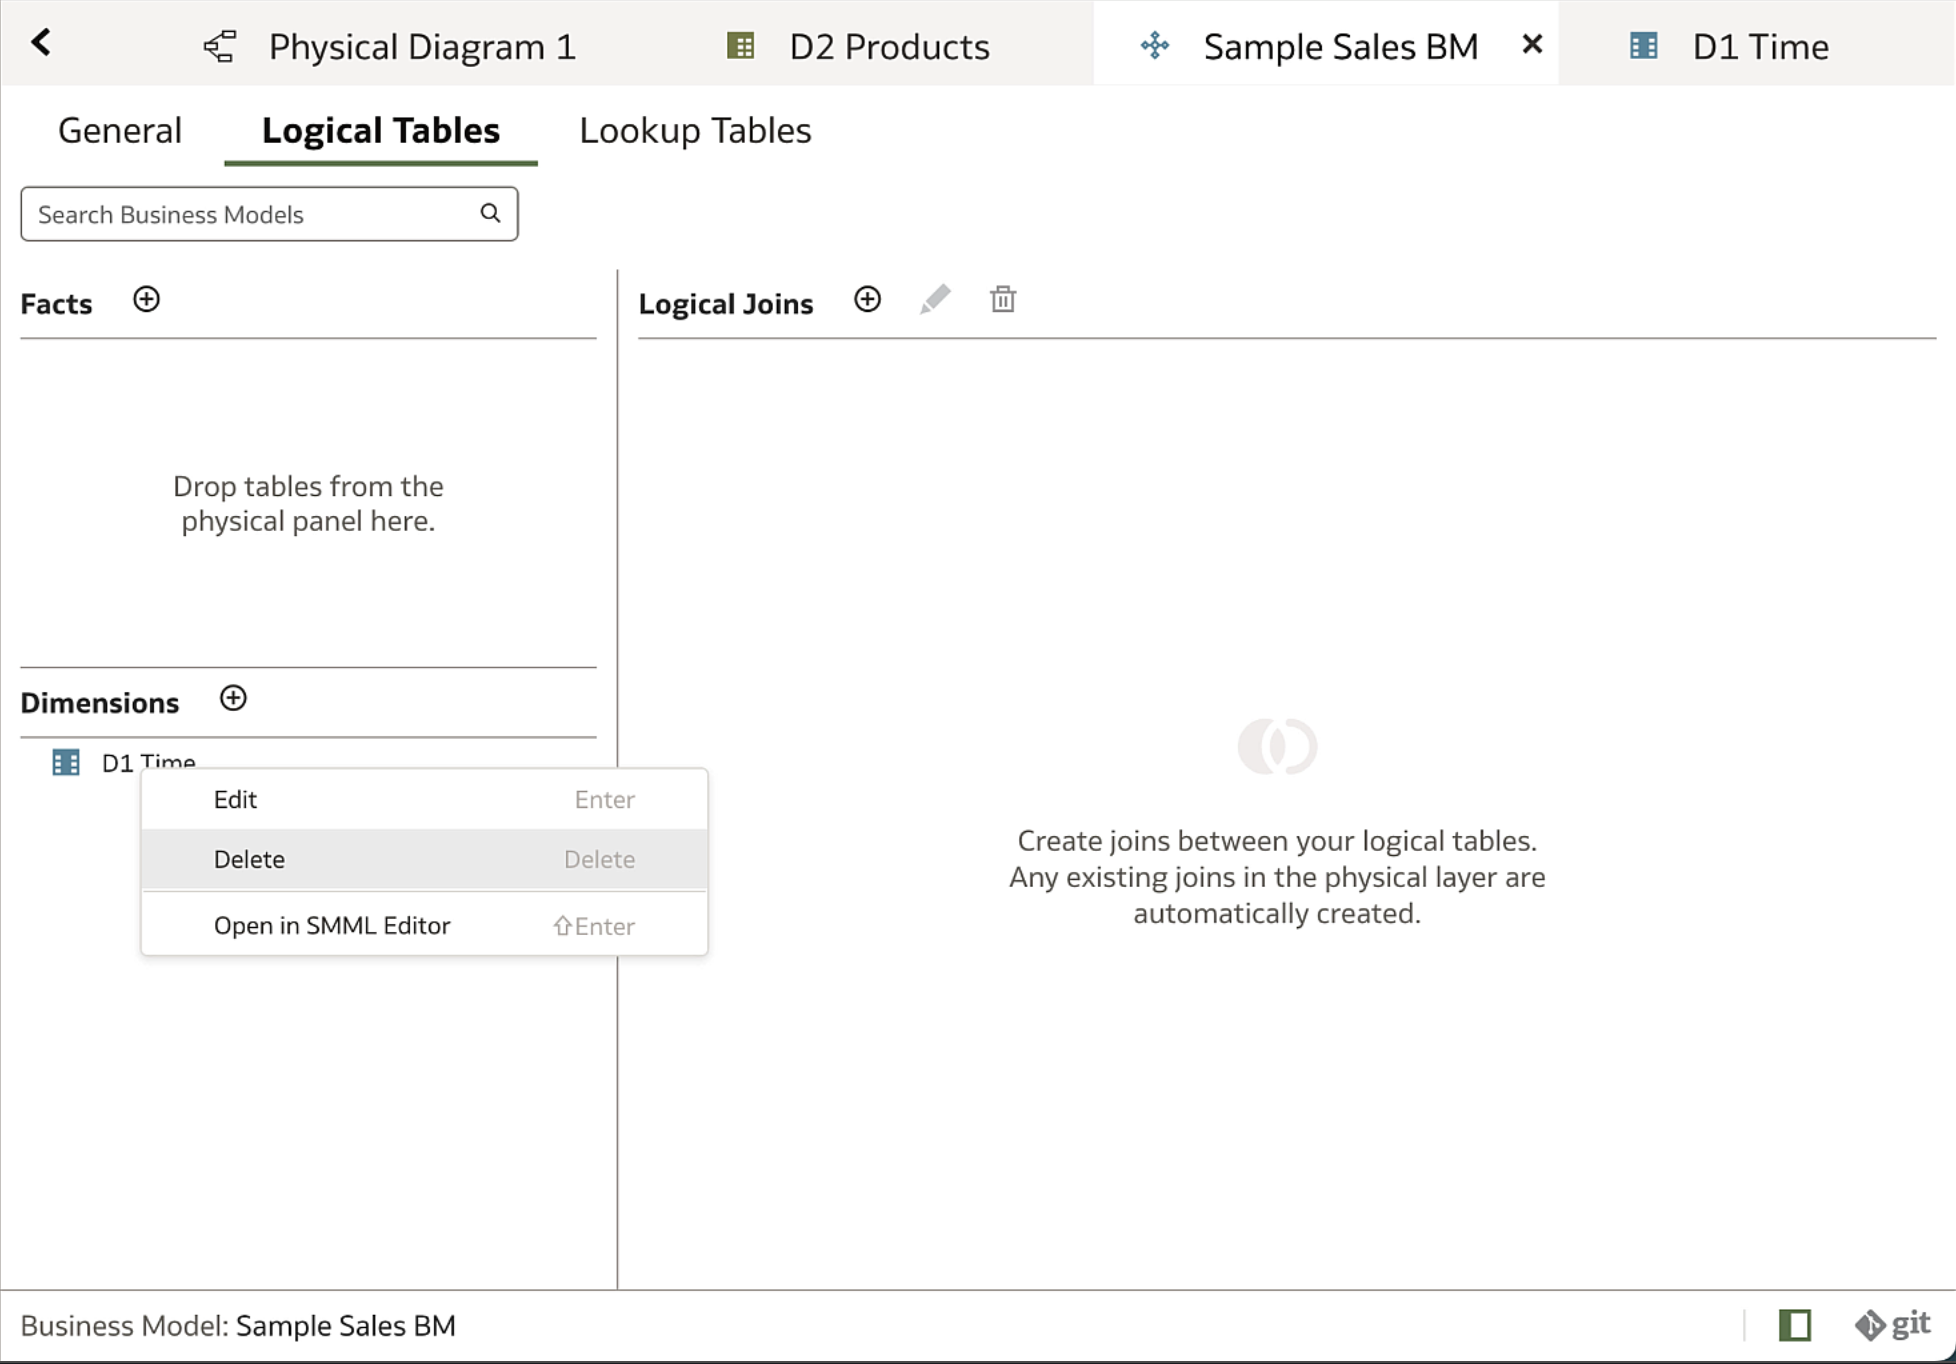 Physical Diagram 1
D2 Products
Sample Sales BM
D1 Time
General
Logical Tables
Lookup Tables
Search Business Models
Facts
Logical Joins
Drop tables from the
physical panel here.
Dimensions
D1 Time
Edit Enter
Delete Delete
Open in SMML Editor ⇧Enter
Create joins between your logical tables.
Any existing joins in the physical layer are
automatically created.
Business Model: Sample Sales BM
git